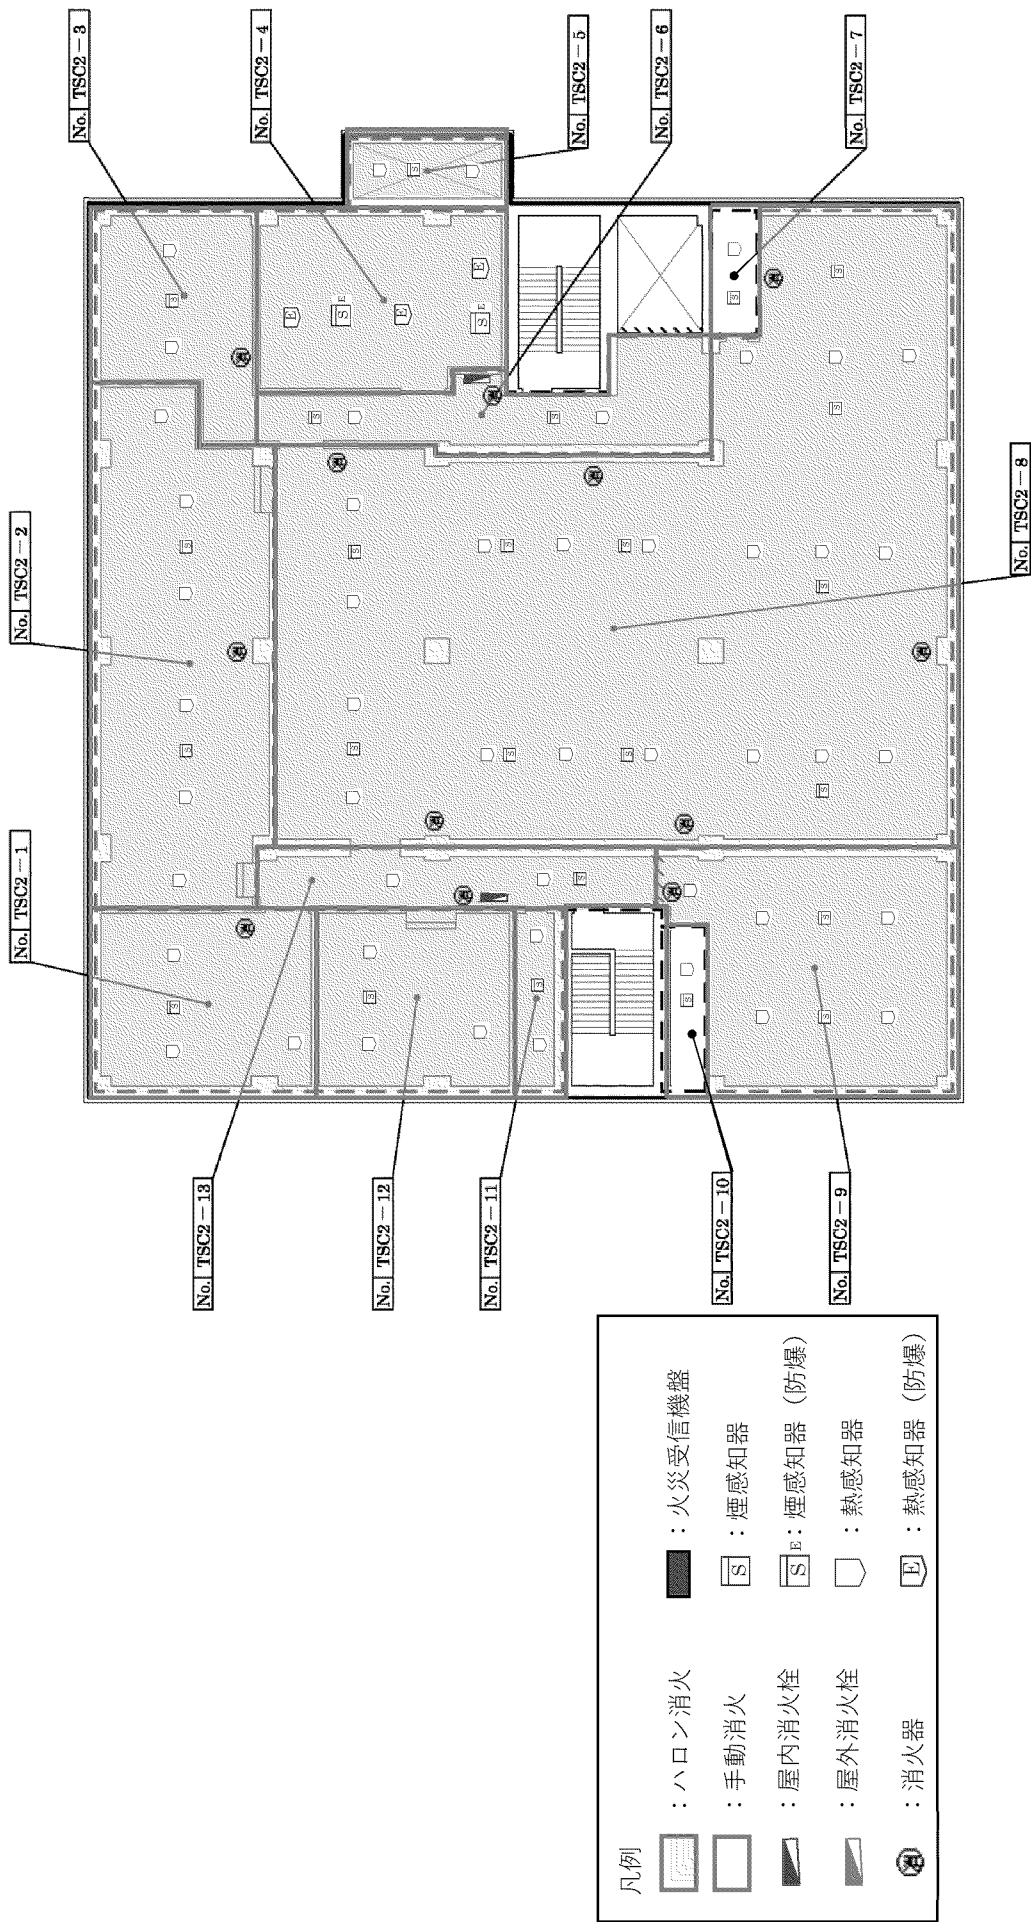 No. TSC2－1
No. TSC2－2
No. TSC2－3
No. TSC2－4
No. TSC2－5
No. TSC2－6
No. TSC2－7
No. TSC2－8
No. TSC2－9
No. TSC2－10
No. TSC2－11
No. TSC2－12
No. TSC2－13
凡例
：ハロン消火
：手動消火
：屋内消火栓
：屋外消火栓
：消火器
：火災受信機盤
S ：煙感知器
S E ：煙感知器（防爆）
：熱感知器
E ：熱感知器（防爆）